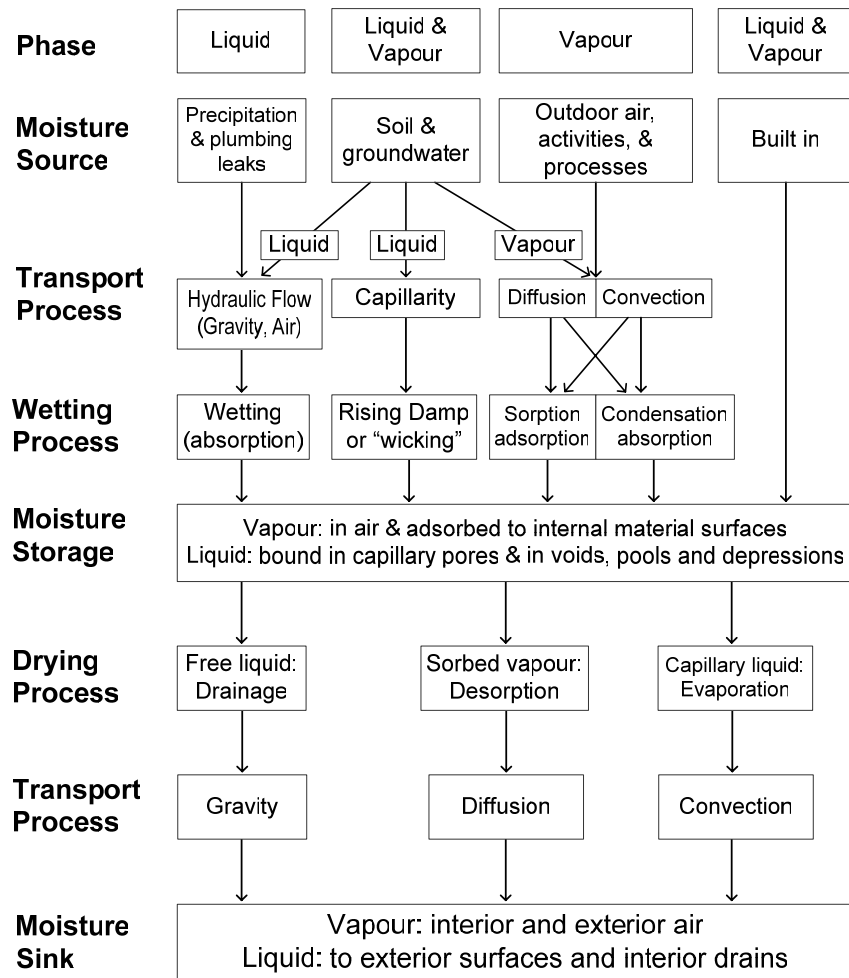 Phase
Liquid
Liquid &
Vapour
Vapour
Liquid &
Vapour
Moisture
Source
Precipitation
& plumbing
leaks
Soil &
groundwater
Outdoor air,
activities, &
processes
Built in
Liquid
Liquid
Vapour
Transport
Process
Hydraulic Flow
(Gravity, Air)
Capillarity
Diffusion
Convection
Wetting
Process
Wetting
(absorption)
Rising Damp
or “wicking”
Sorption
adsorption
Condensation
absorption
Moisture
Storage
Vapour: in air & adsorbed to internal material surfaces
Liquid: bound in capillary pores & in voids, pools and depressions
Drying
Process
Free liquid:
Drainage
Sorbed vapour:
Desorption
Capillary liquid:
Evaporation
Transport
Process
Gravity
Diffusion
Convection
Moisture
Sink
Vapour: interior and exterior air
Liquid: to exterior surfaces and interior drains